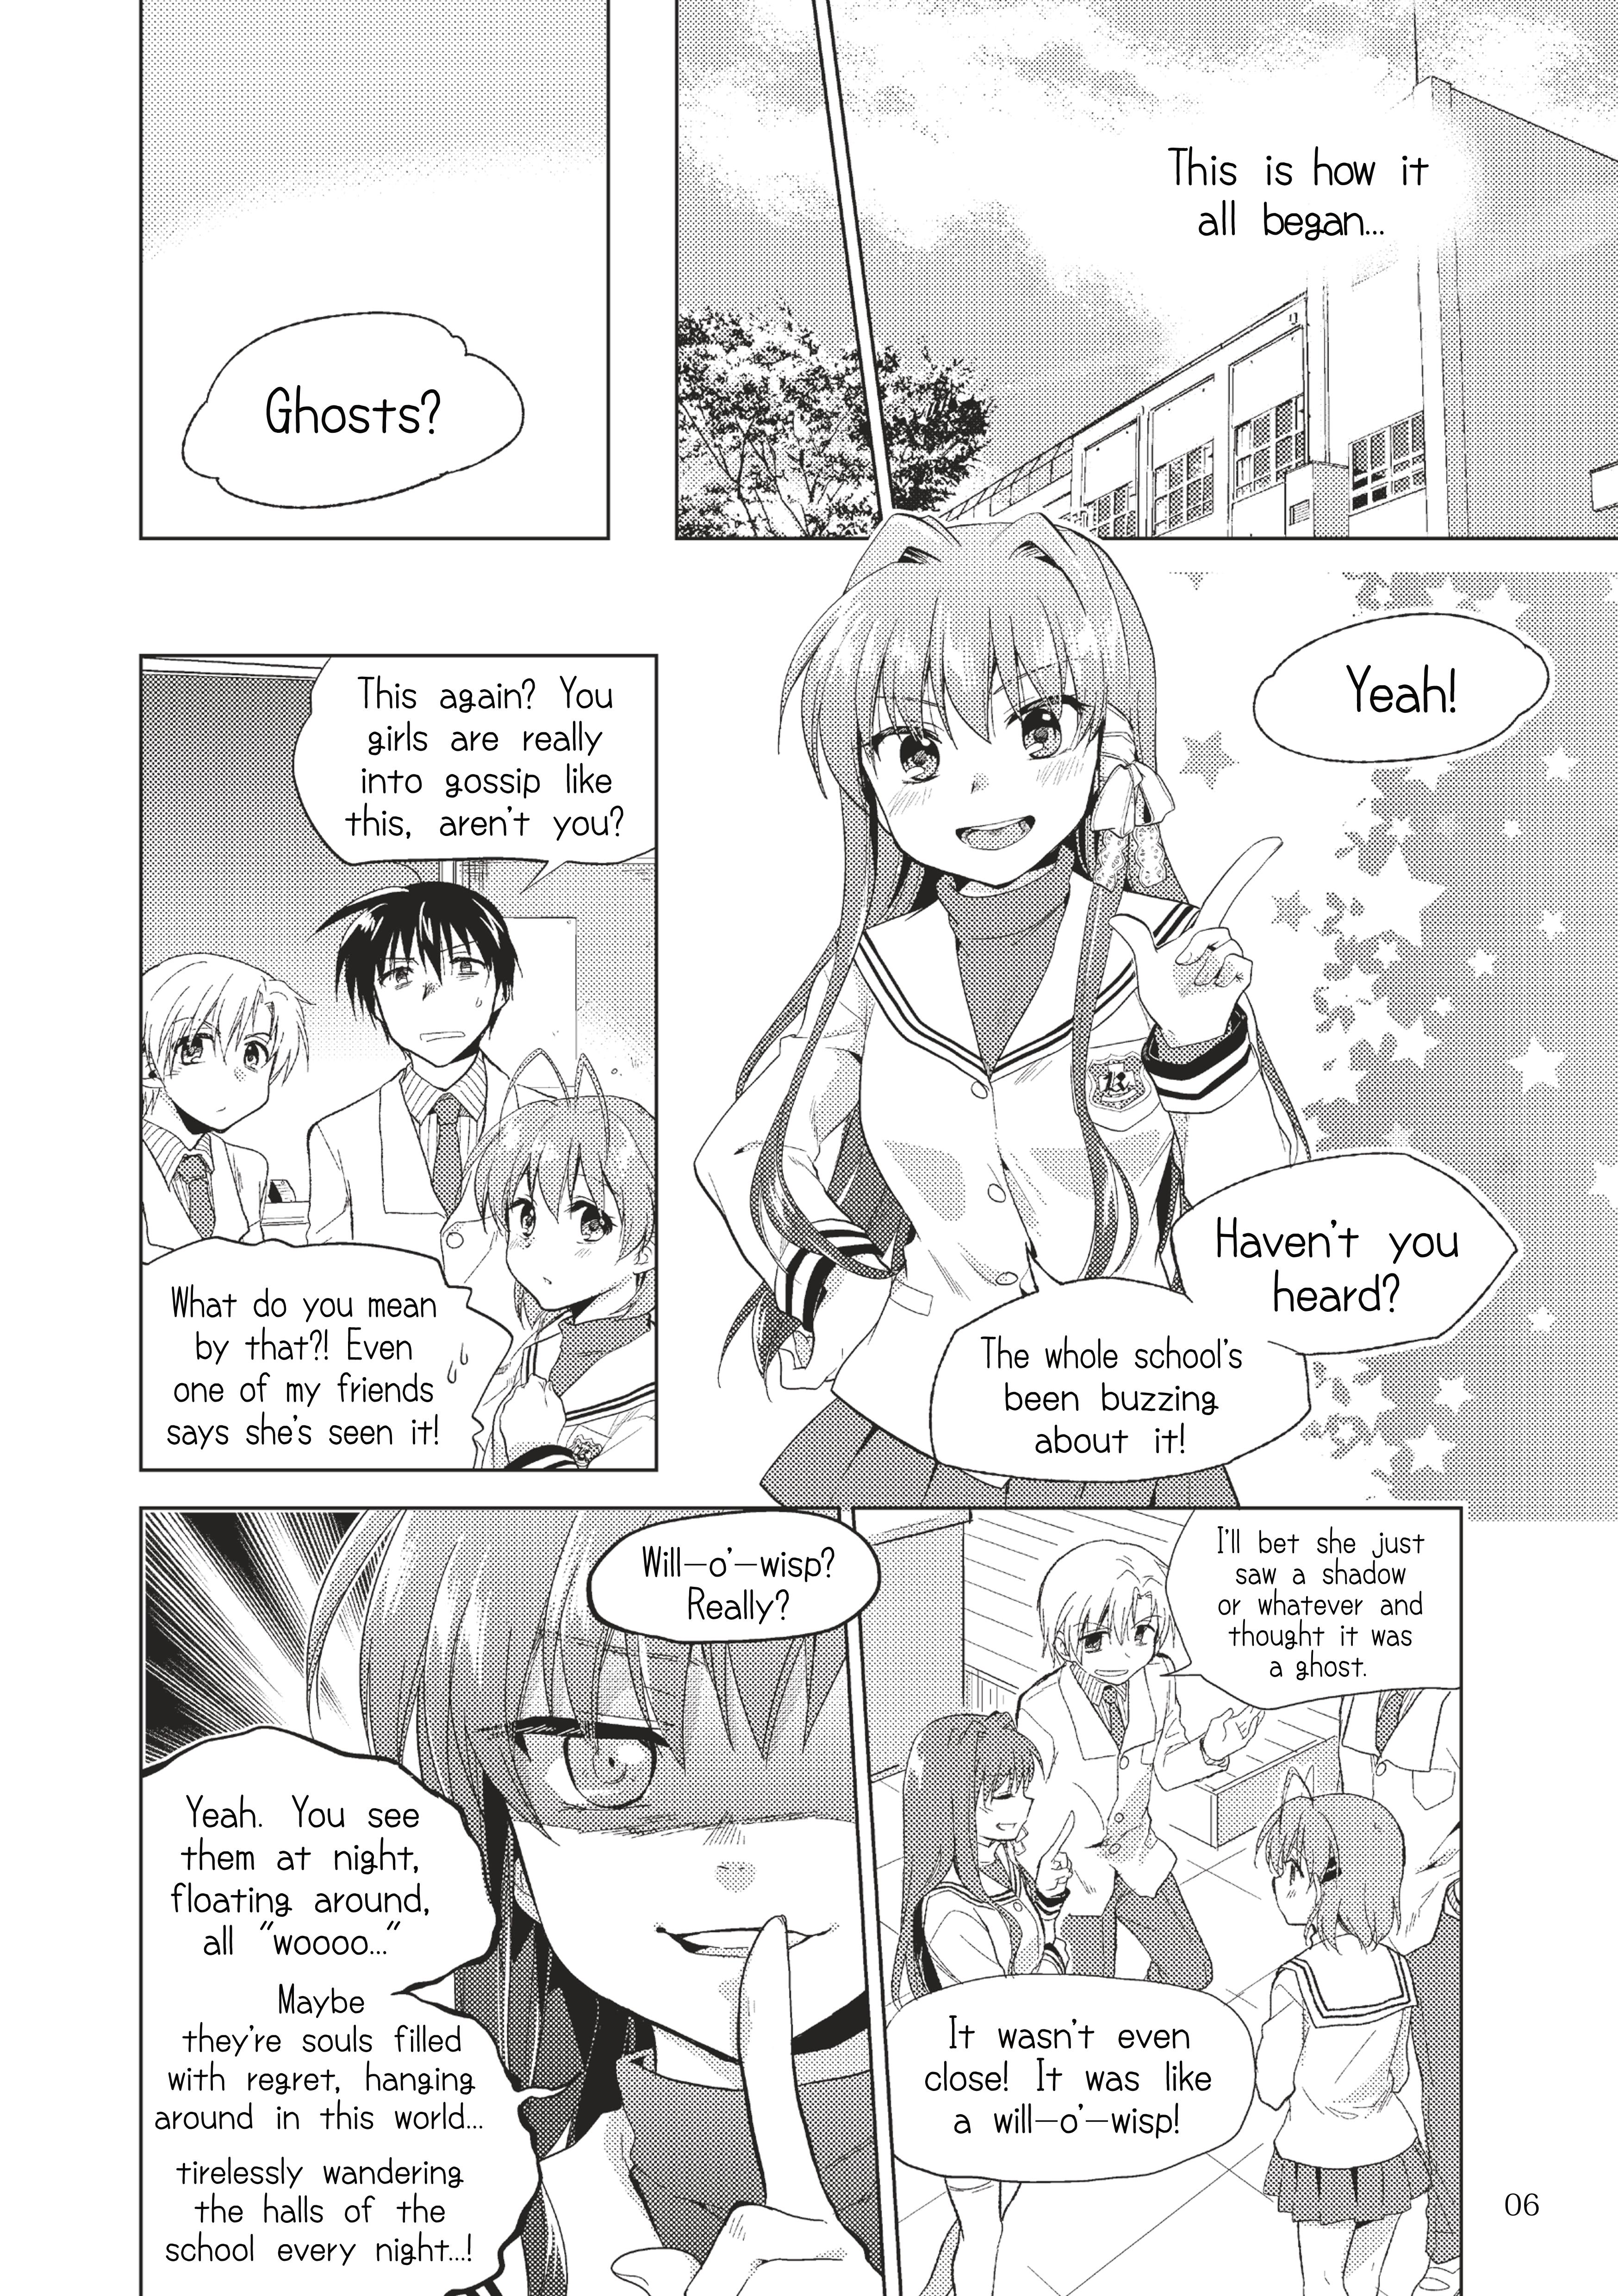 This is how it
all began...
Ghosts?
Yeah!
Haven't you
heard?
The whole school's
been buzzing
about it!
This again? You
girls are really
into gossip like
this, aren't you?
What do you mean
by that?! Even
one of my friends
says she's seen it!
I'll bet she just
saw a shadow
or whatever and
thought it was
a ghost.
It wasn't even
close! It was like
a will-o'-wisp!
Will-o'-wisp?
Really?
Yeah. You see
them at night,
floating around,
all "woooo..."
Maybe
they're souls filled
with regret, hanging
around in this world...
tirelessly wandering
the halls of the
school every night...!
06